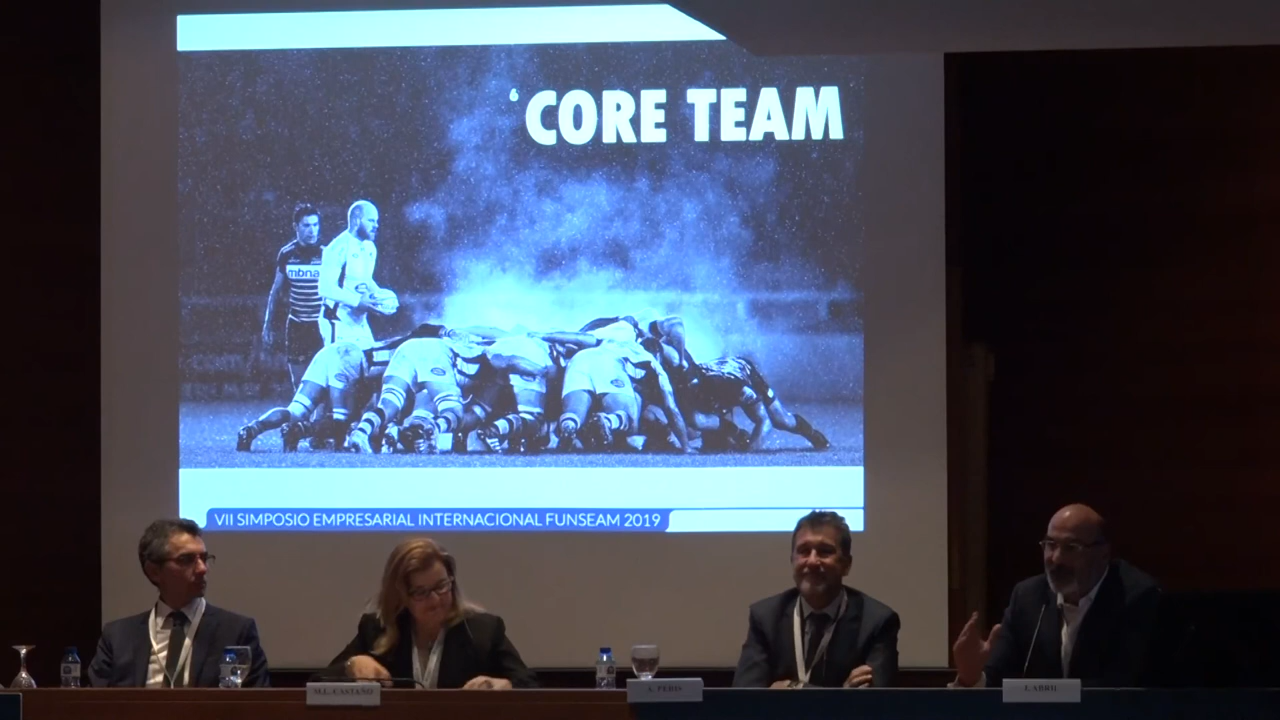 ‘CORE TEAM
mbna
VII SIMPOSIO EMPRESARIAL INTERNACIONAL FUNSEAM 2019
M.L. CASTAÑO
A. PERIS
J. ABRIL